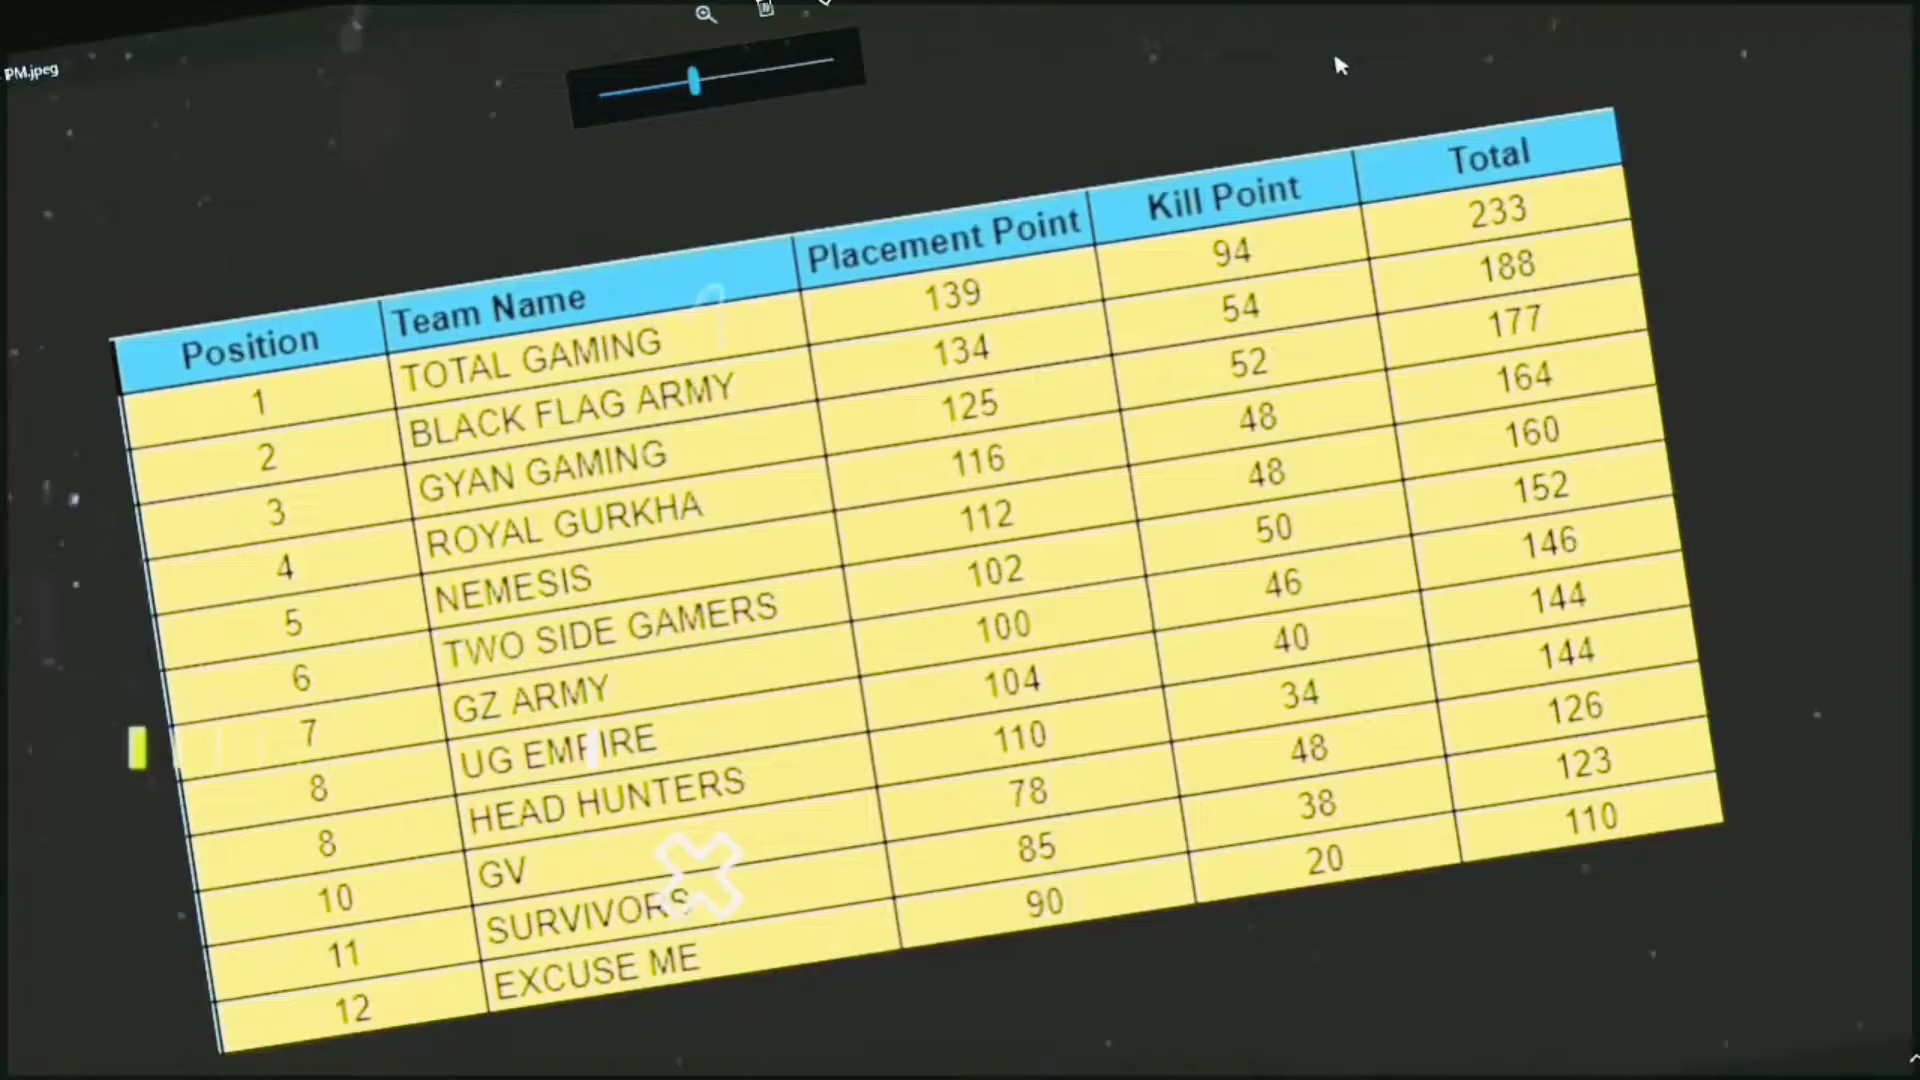 PM.jpeg
Position Team Name Placement Point Kill Point Total
1 TOTAL GAMING 139 94 233
2 BLACK FLAG ARMY 134 54 188
3 GYAN GAMING 125 52 177
4 ROYAL GURKHA 116 48 164
5 NEMESIS 112 48 160
6 TWO SIDE GAMERS 102 50 152
7 GZ ARMY 100 46 146
8 UG EMPIRE 104 40 144
8 HEAD HUNTERS 110 34 144
10 GV 78 48 126
11 SURVIVORS 85 38 123
12 EXCUSE ME 90 20 110